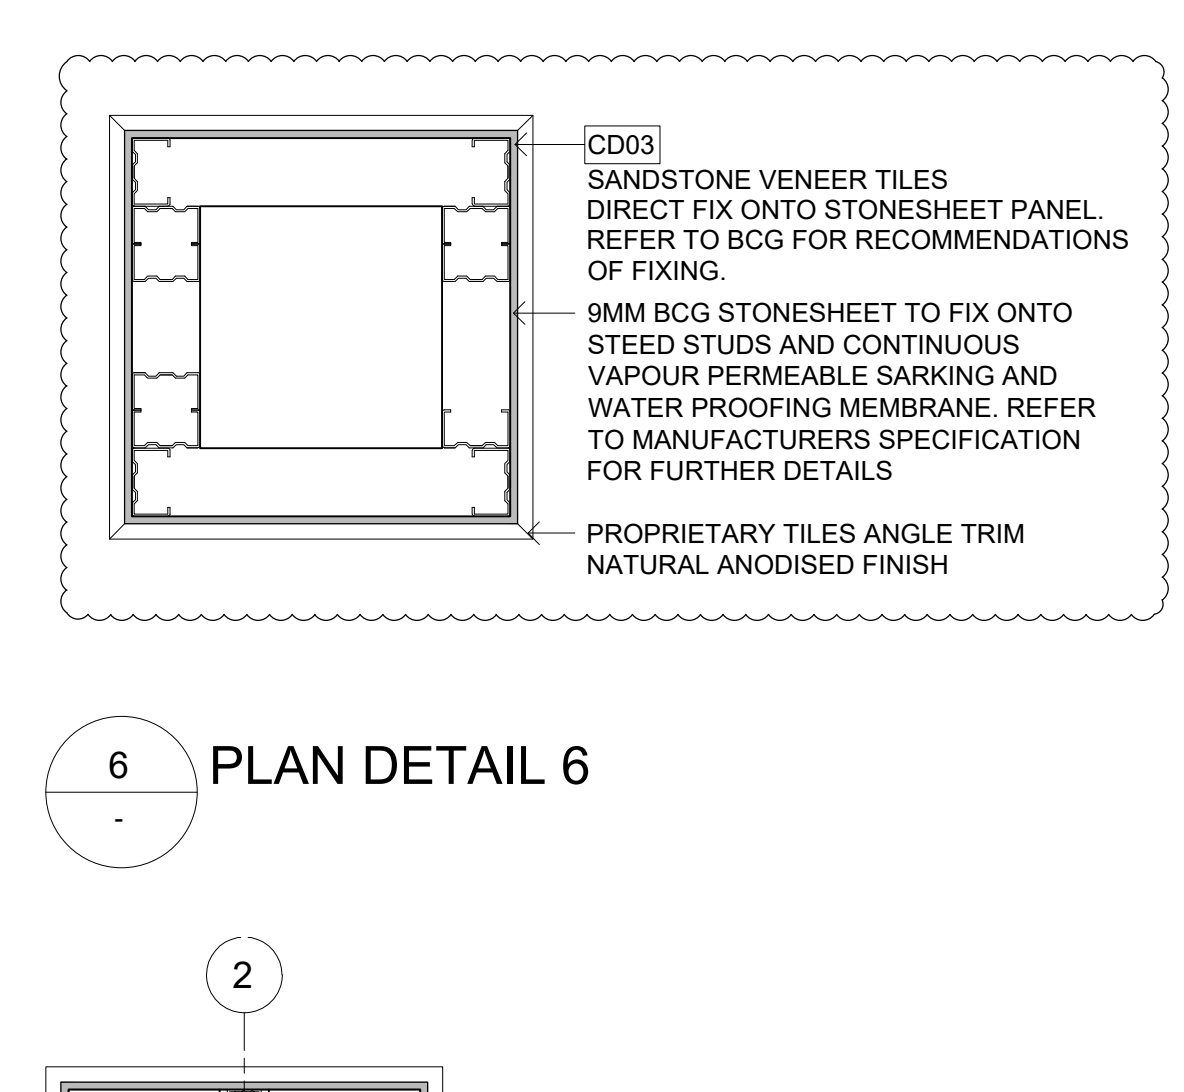 CD03
SANDSTONE VENEER TILES
DIRECT FIX ONTO STONESHEET PANEL.
REFER TO BCG FOR RECOMMENDATIONS
OF FIXING.
9MM BCG STONESHEET TO FIX ONTO
STEED STUDS AND CONTINUOUS
VAPOUR PERMEABLE SARKING AND
WATER PROOFING MEMBRANE. REFER
TO MANUFACTURERS SPECIFICATION
FOR FURTHER DETAILS
PROPRIETARY TILES ANGLE TRIM
NATURAL ANODISED FINISH
6
-
PLAN DETAIL 6
2